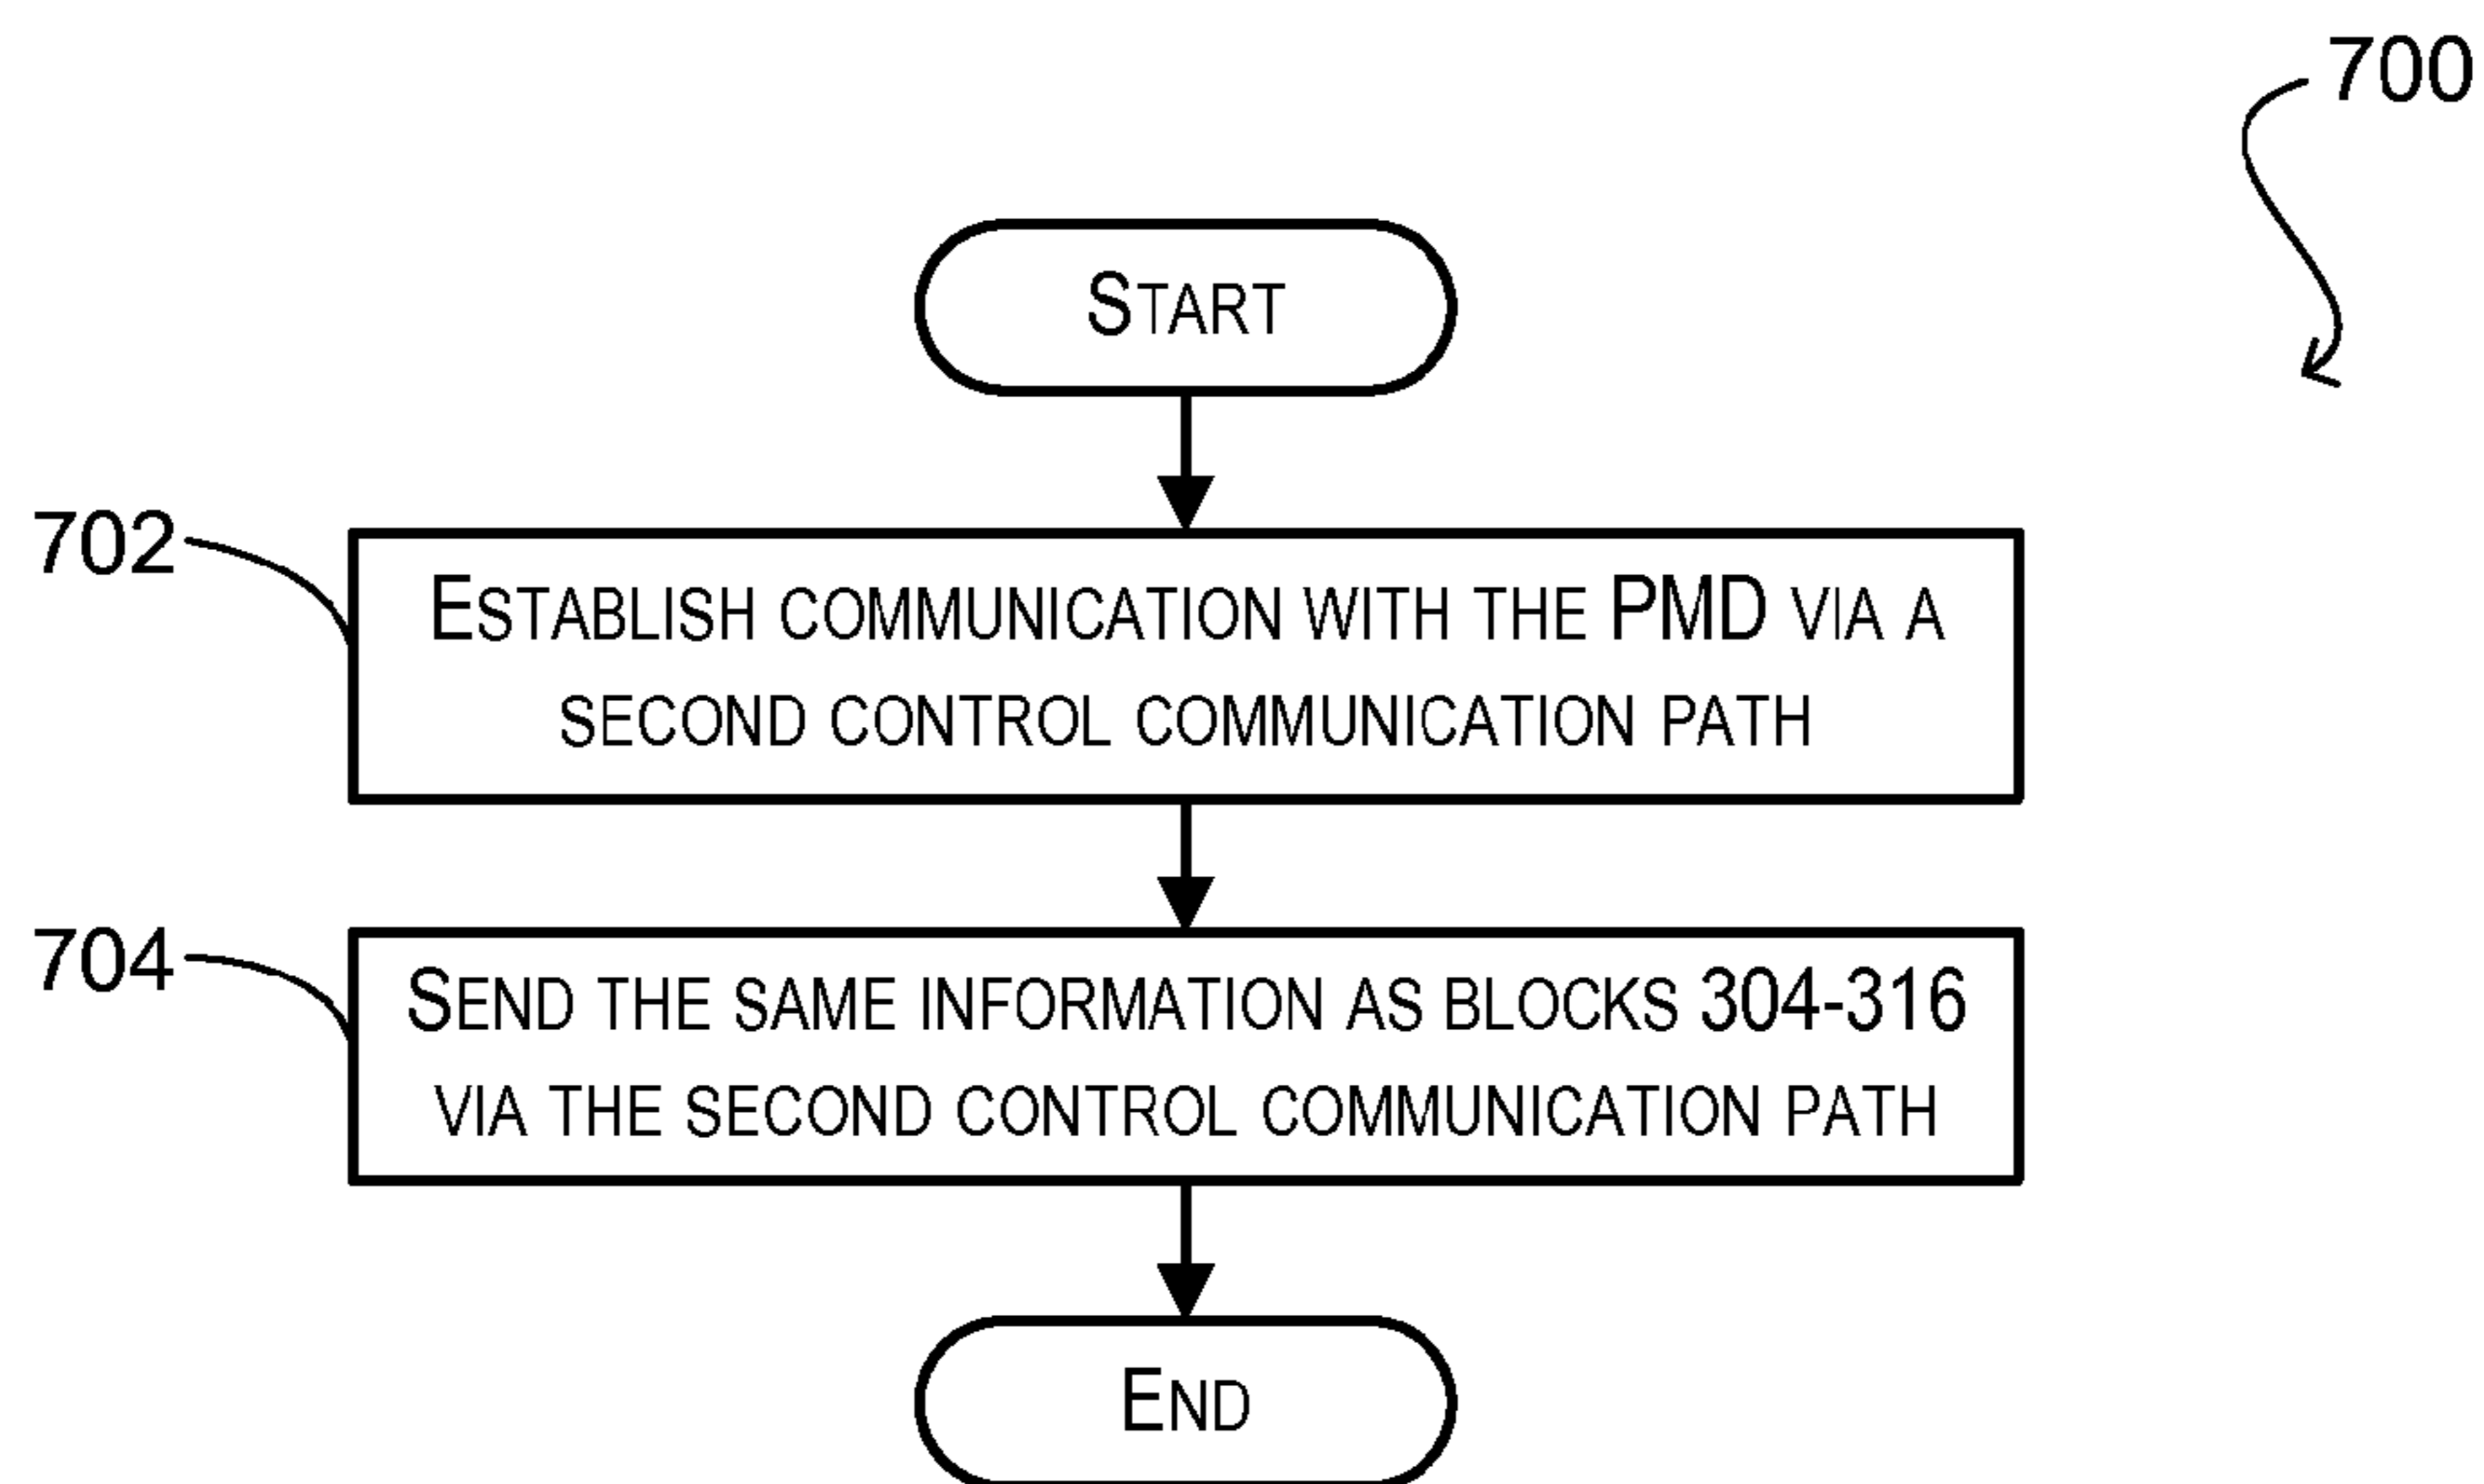 700
START
702
ESTABLISH COMMUNICATION WITH THE PMD VIA A
SECOND CONTROL COMMUNICATION PATH
704
SEND THE SAME INFORMATION AS BLOCKS 304-316
VIA THE SECOND CONTROL COMMUNICATION PATH
END